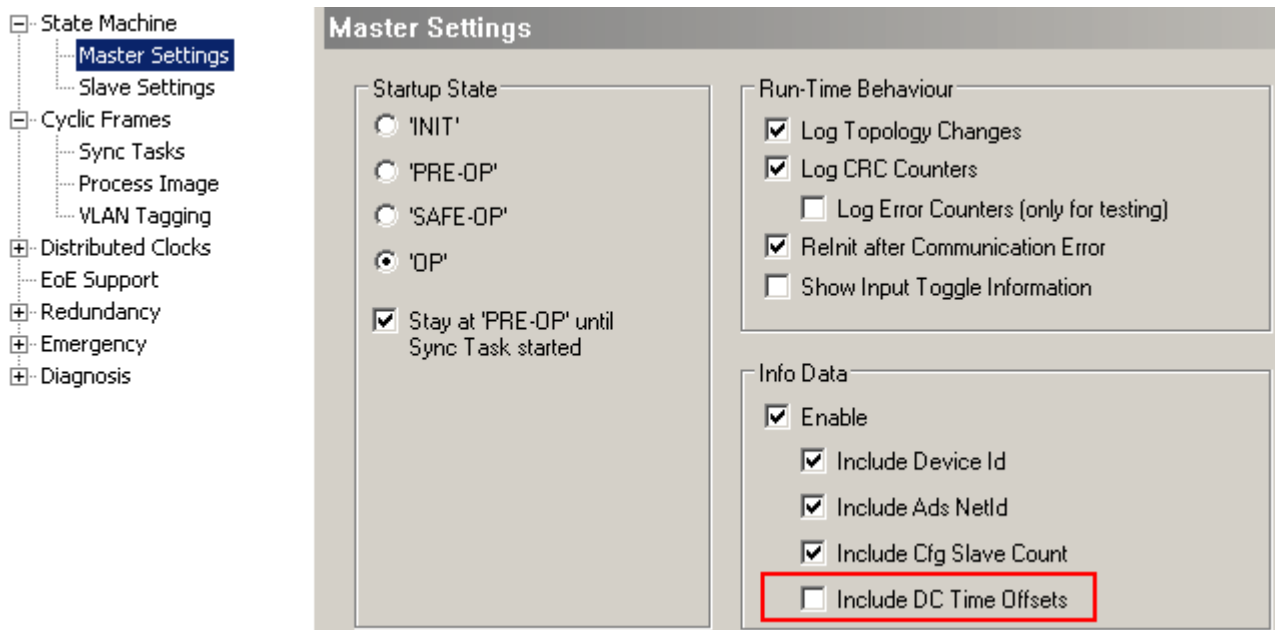 State Machine
Master Settings
Slave Settings
Cyclic Frames
Sync Tasks
Process Image
VLAN Tagging
Distributed Clocks
EoE Support
Redundancy
Emergency
Diagnosis
Master Settings
Startup State
'INIT'
'PRE-OP'
'SAFE-OP'
'OP'
Stay at 'PRE-OP' until
Sync Task started
Run-Time Behaviour
Log Topology Changes
Log CRC Counters
Log Error Counters (only for testing)
ReInit after Communication Error
Show Input Toggle Information
Info Data
Enable
Include Device Id
Include Ads NetId
Include Cfg Slave Count
Include DC Time Offsets